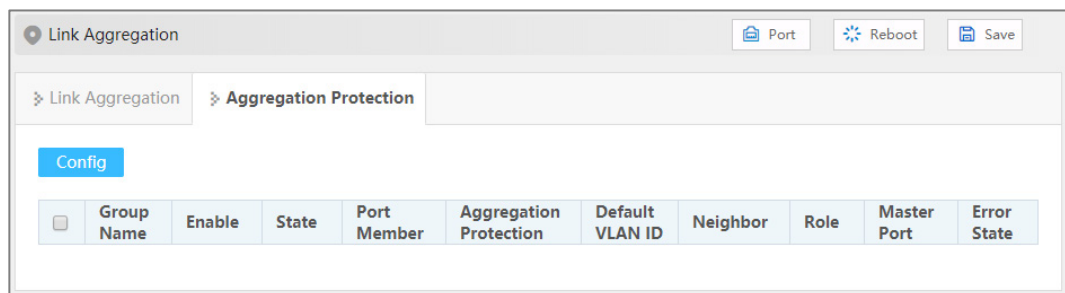 Link Aggregation Port Reboot Save
Link Aggregation Aggregation Protection
Config
Group Name Enable State Port Member Aggregation Protection Default VLAN ID Neighbor Role Master Port Error State